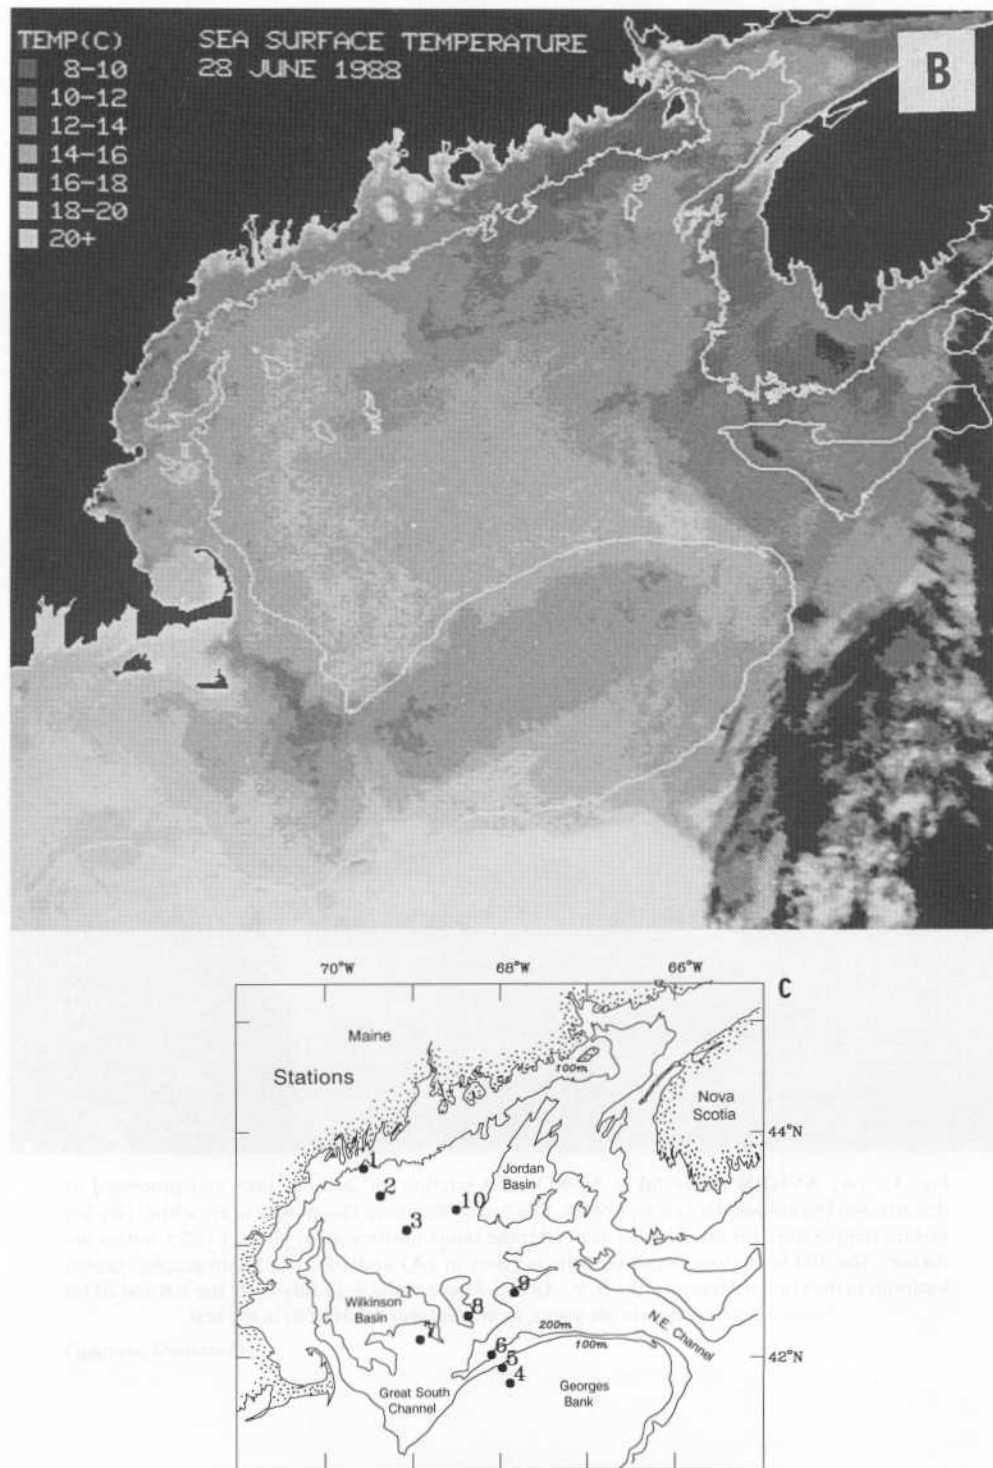 TEMP(C)
8-10
10-12
12-14
14-16
16-18
18-20
20+
SEA SURFACE TEMPERATURE
28 JUNE 1988
B
70°W
68°W
66°W
C
Maine
Stations
100m
Nova
Scotia
44°N
1
2
3
10
Jordan
Basin
9
8
Wilkinson
Basin
7
6
5
4
200m
100m
N.E. Channel
42°N
Great South
Channel
Georges
Bank